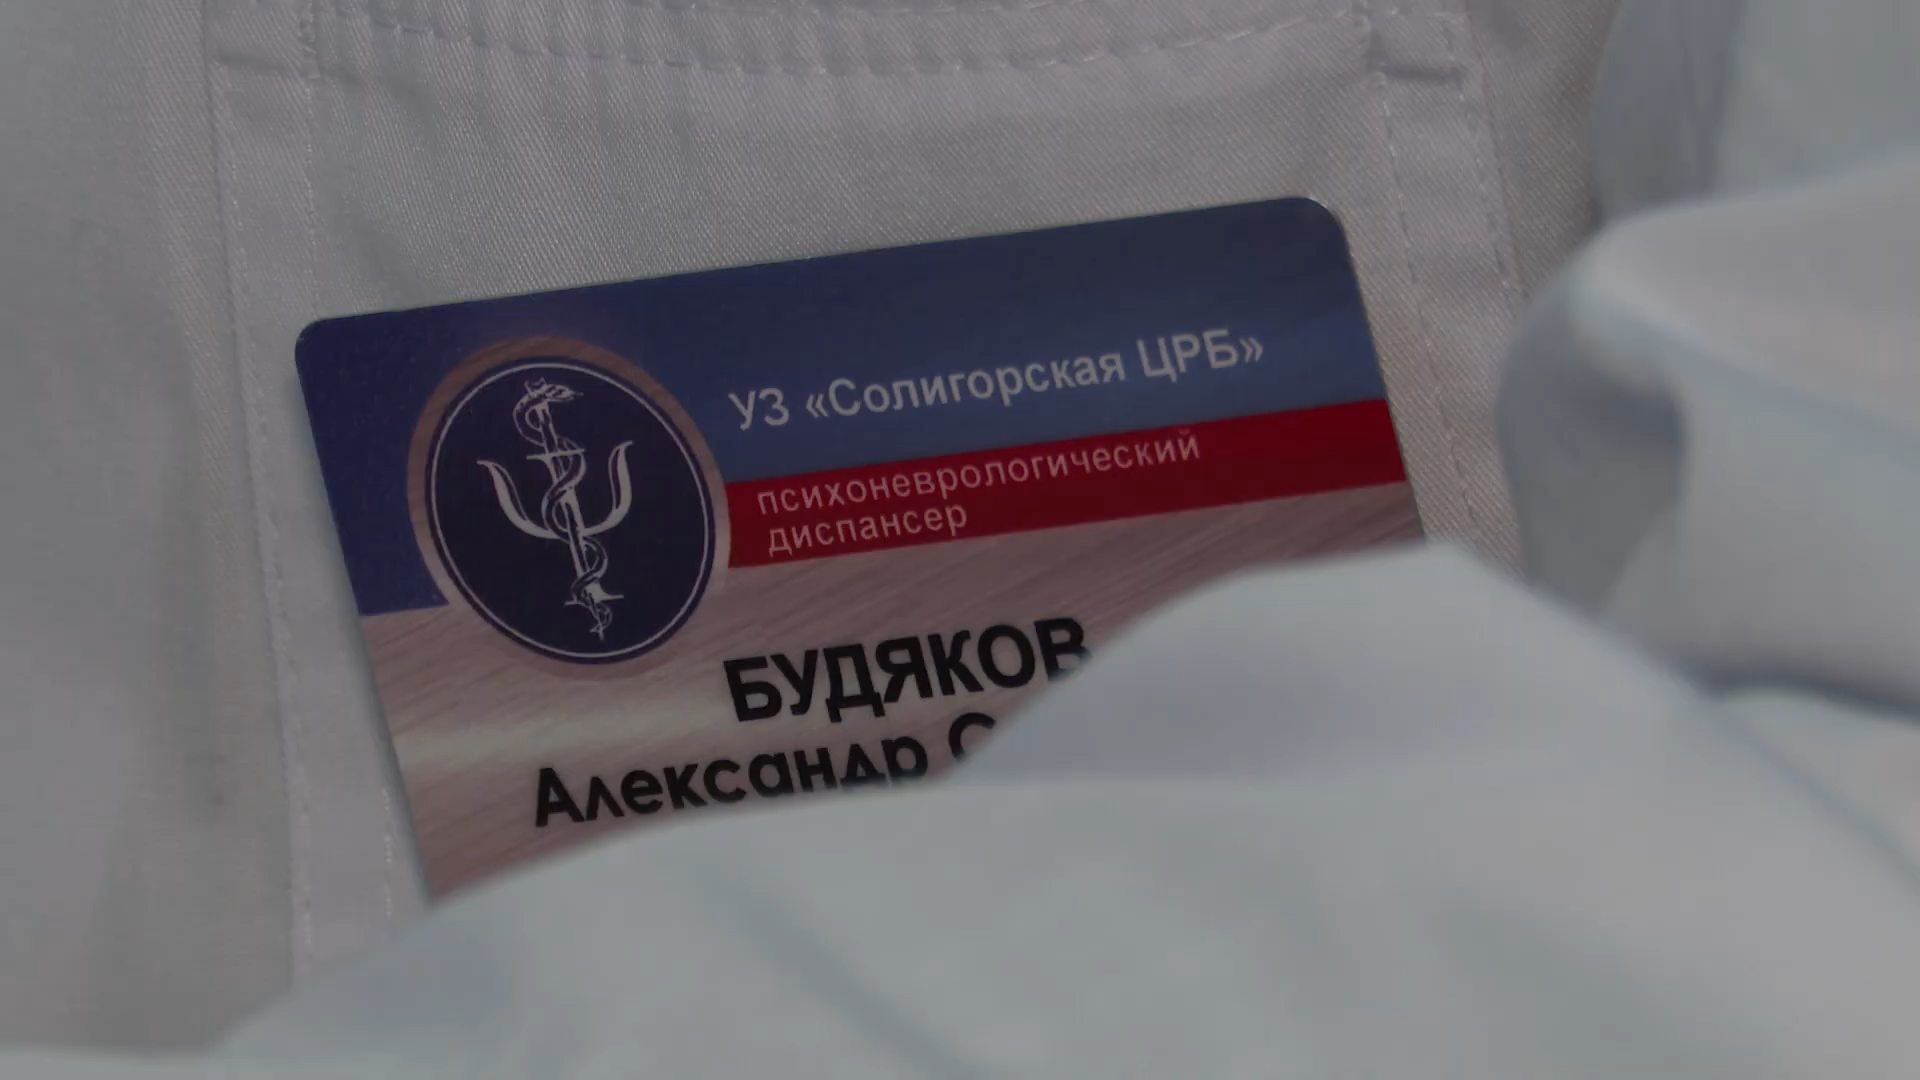 УЗ «Солигорская ЦРБ»
психоневрологический
диспансер
БУДЯКОВ
Александр